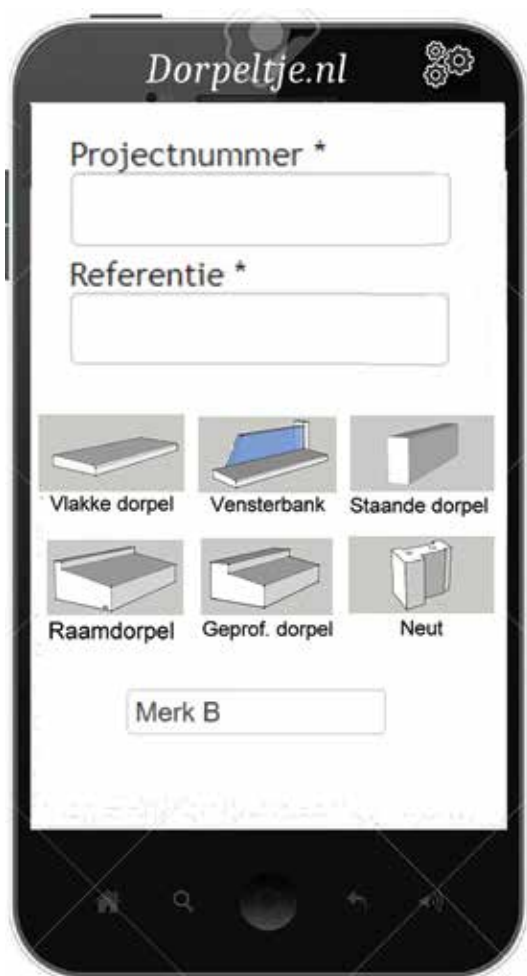 Dorpeltje.nl
Projectnummer *
Referentie *
Vlakke dorpel Vensterbank Staande dorpel
Raamdorpel Geprof. dorpel Neut
Merk B